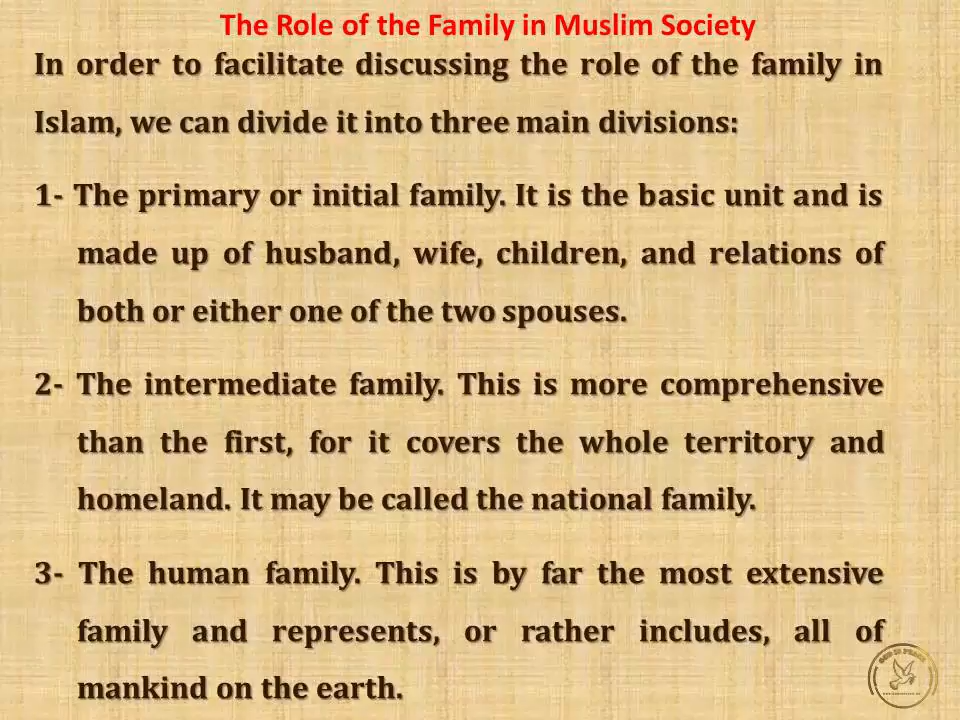 The Role of the Family in Muslim Society
In order to facilitate discussing the role of the family in
Islam, we can divide it into three main divisions:
1- The primary or initial family. It is the basic unit and is
made up of husband, wife, children, and relations of
both or either one of the two spouses.
2- The intermediate family. This is more comprehensive
than the first, for it covers the whole territory and
homeland. It may be called the national family.
3- The human family. This is by far the most extensive
family and represents, or rather includes, all of
mankind on the earth.
GOD IS PEACE